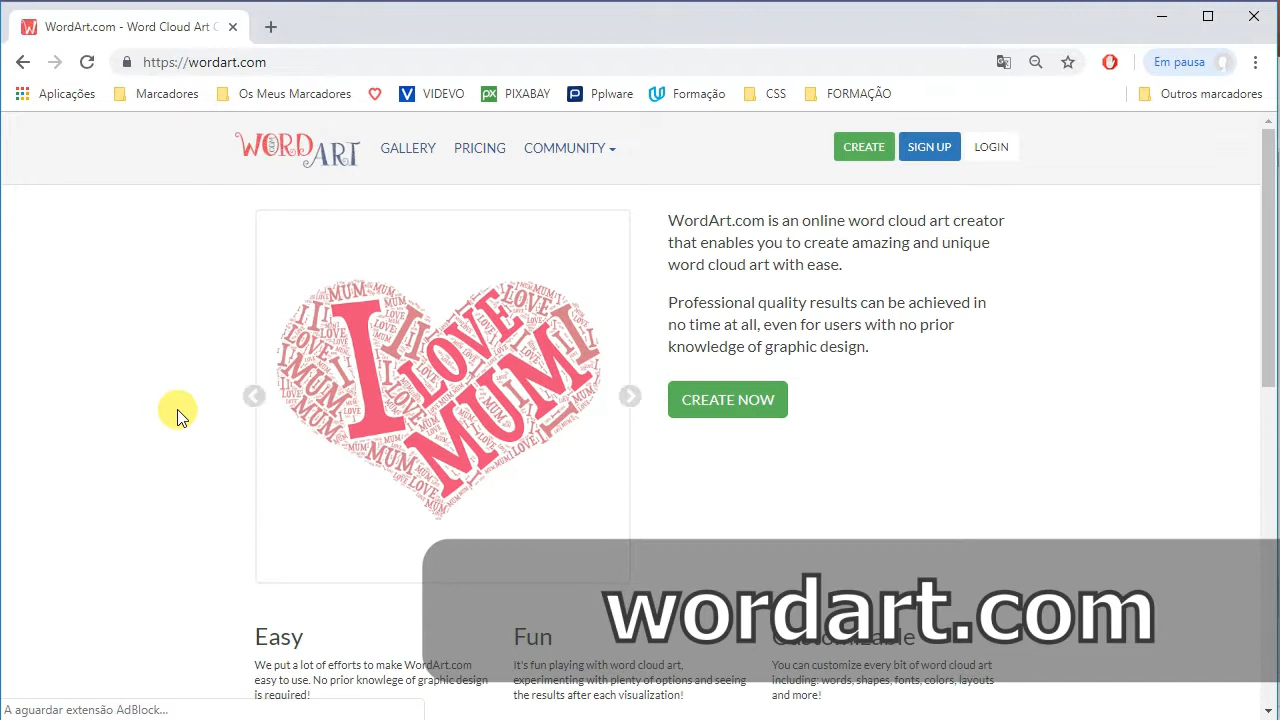 WordArt.com - Word Cloud Art C
https://wordart.com
Em pausa
Aplicações
Marcadores
Os Meus Marcadores
VIDEVO
PIXABAY
Pplware
Formação
CSS
FORMAÇÃO
Outros marcadores
WORD ART
GALLERY
PRICING
COMMUNITY
CREATE
SIGN UP
LOGIN
I LOVE MUM
WordArt.com is an online word cloud art creator
that enables you to create amazing and unique
word cloud art with ease.
Professional quality results can be achieved in
no time at all, even for users with no prior
knowledge of graphic design.
CREATE NOW
wordart.com
Easy
We put a lot of efforts to make WordArt.com
easy to use. No prior knowlege of graphic design
is required!
Fun
It's fun playing with word cloud art,
experimenting with plenty of options and seeing
the results after each visualization!
Customizable
You can customize every bit of word cloud art
including: words, shapes, fonts, colors, layouts
and more!
A aguardar extensão AdBlock...